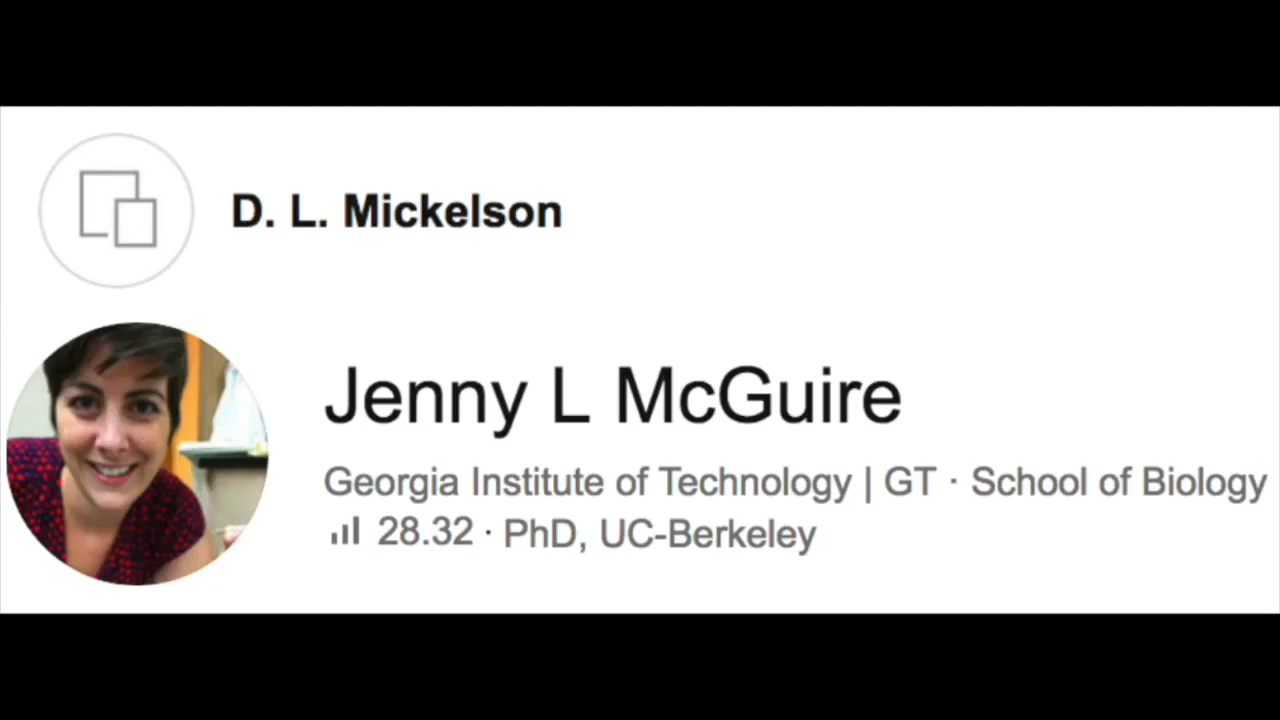 D. L. Mickelson
Jenny L McGuire
Georgia Institute of Technology | GT · School of Biology
28.32 · PhD, UC-Berkeley